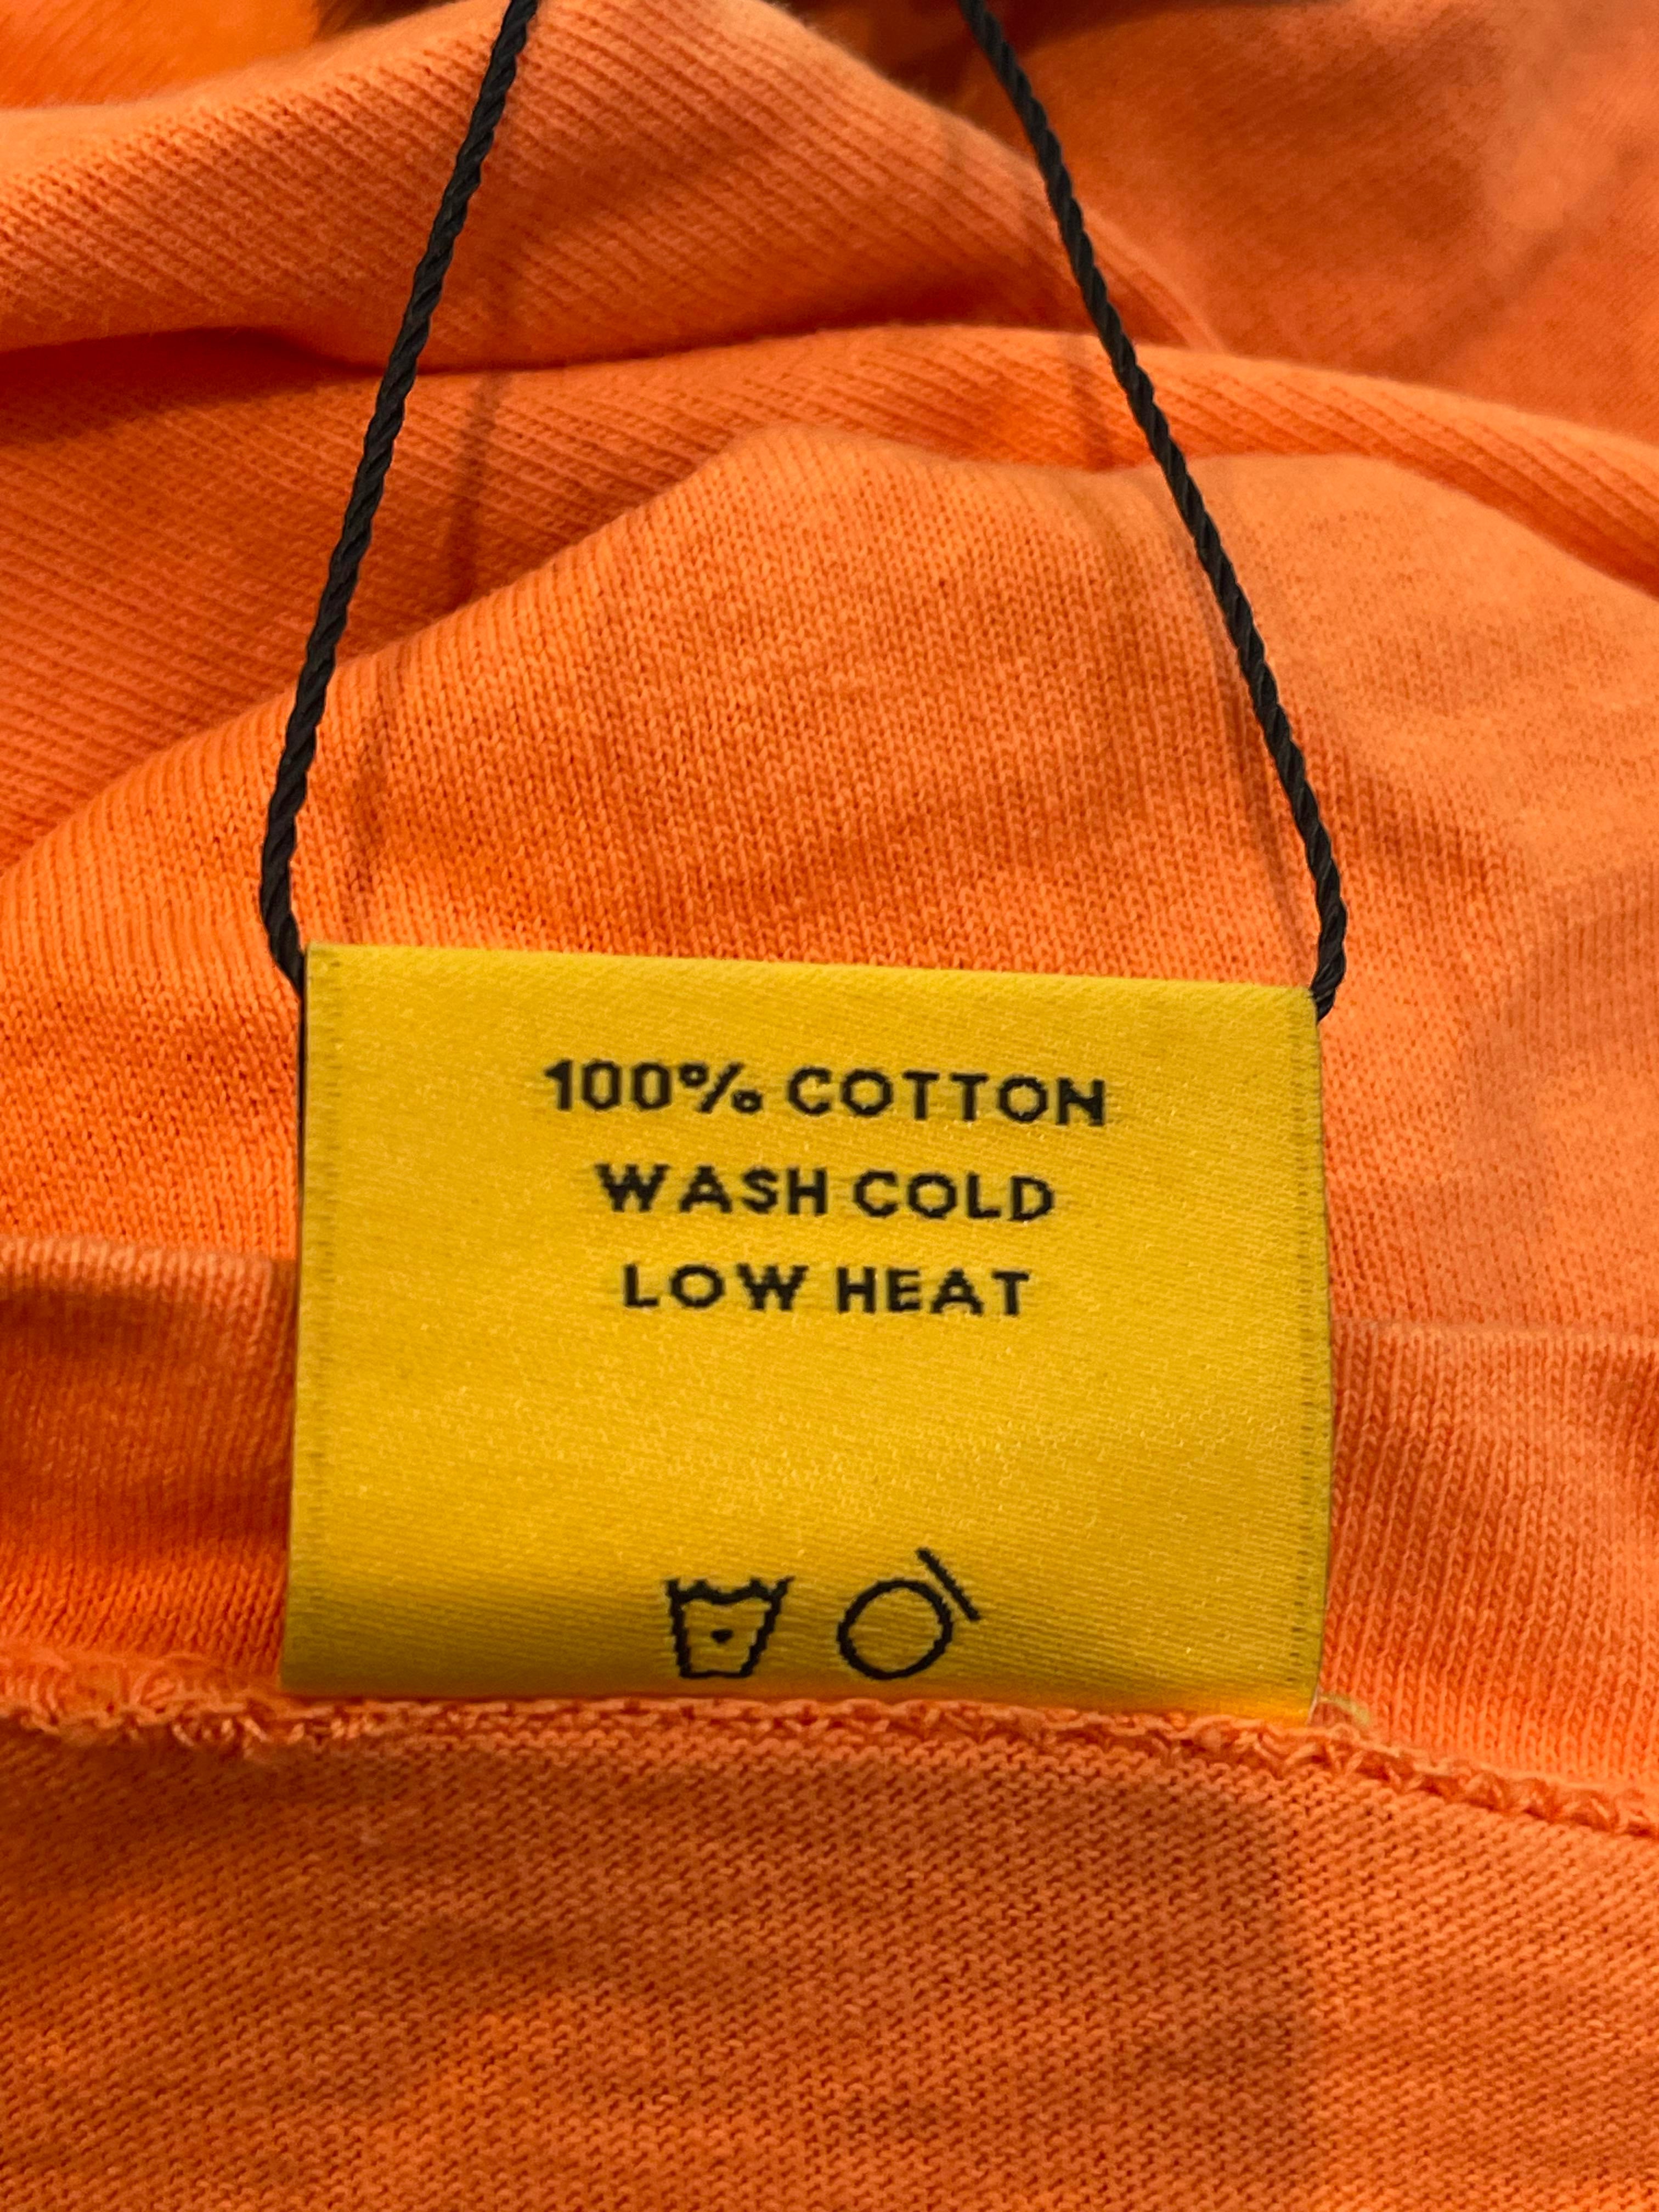 100% COTTON
WASH COLD
LOW HEAT